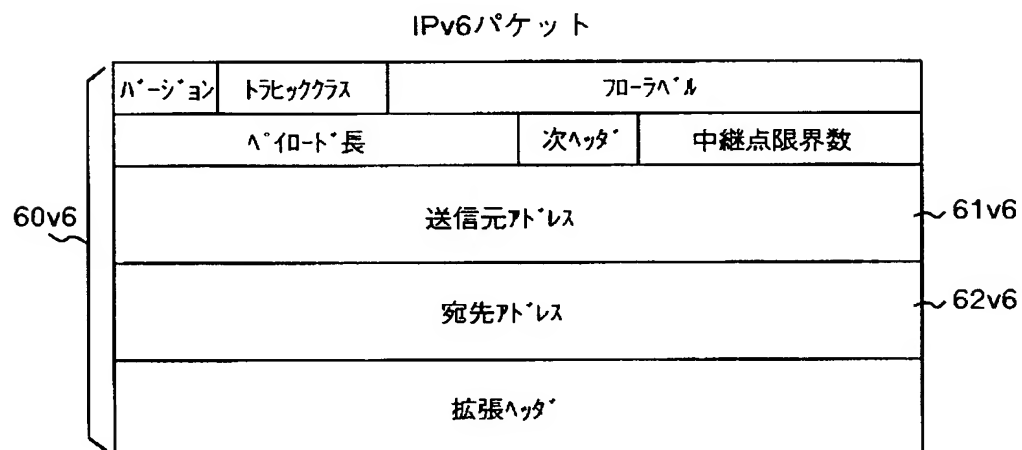 IPv6パケット
ﾊﾞｰｼﾞｮﾝ ﾄﾗﾋｯｸｸﾗｽ ﾌﾛｰﾗﾍﾞﾙ
ﾍﾟｲﾛｰﾄﾞ長 次ﾍｯﾀﾞ 中継点限界数
60v6 送信元ｱﾄﾞﾚｽ 61v6
宛先ｱﾄﾞﾚｽ 62v6
拡張ﾍｯﾀﾞ